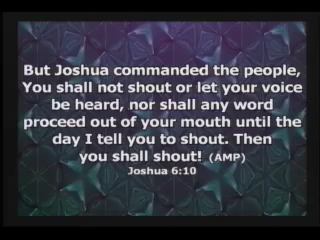 But Joshua commanded the people,
You shall not shout or let your voice
be heard, nor shall any word
proceed out of your mouth until the
day I tell you to shout. Then
you shall shout! (AMP)
Joshua 6:10